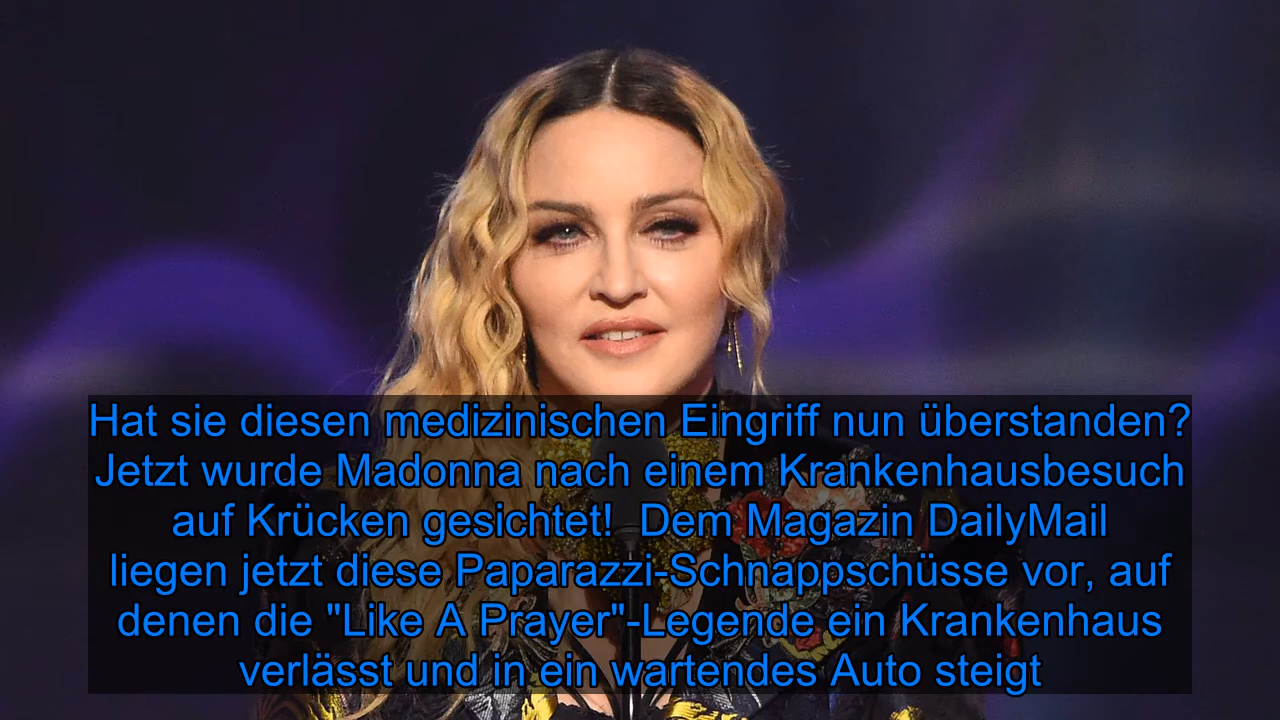 Hat sie diesen medizinischen Eingriff nun überstanden?
Jetzt wurde Madonna nach einem Krankenhausbesuch
auf Krücken gesichtet!  Dem Magazin DailyMail
liegen jetzt diese Paparazzi-Schnappschüsse vor, auf
denen die "Like A Prayer"-Legende ein Krankenhaus
verlässt und in ein wartendes Auto steigt